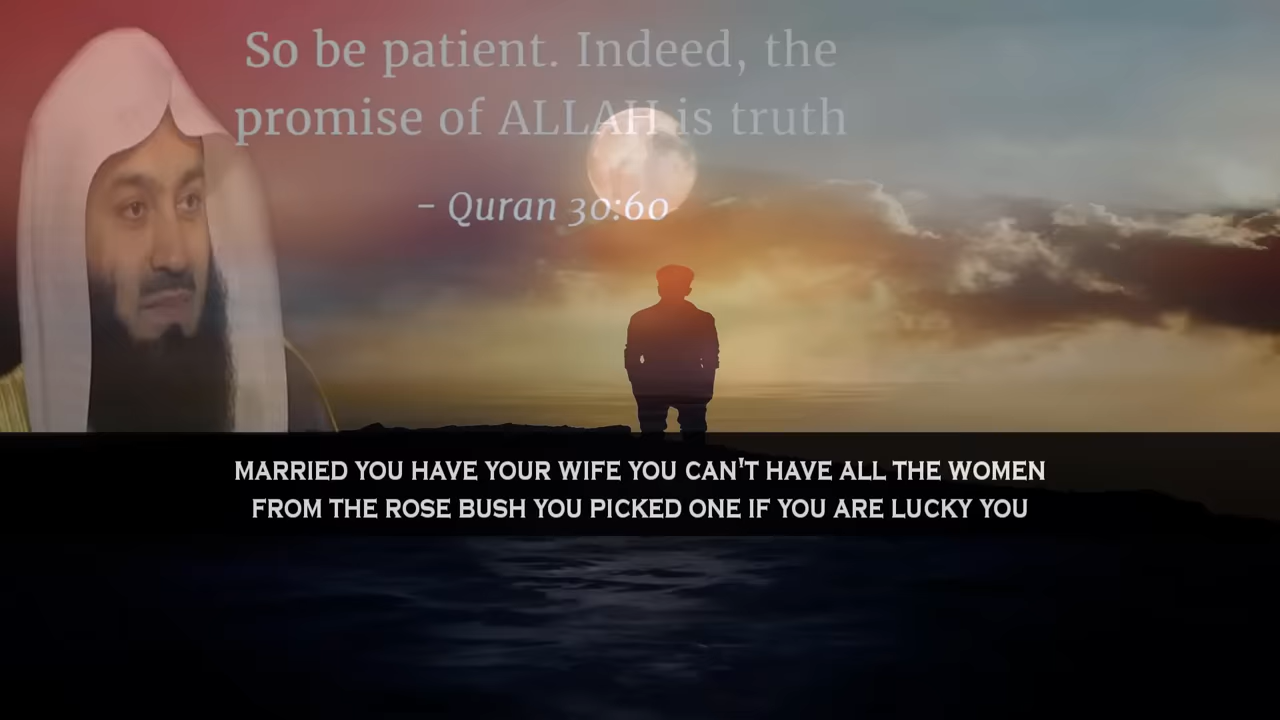 So be patient. Indeed, the
promise of ALLAH is truth
– Quran 30:60
MARRIED YOU HAVE YOUR WIFE YOU CAN'T HAVE ALL THE WOMEN
FROM THE ROSE BUSH YOU PICKED ONE IF YOU ARE LUCKY YOU